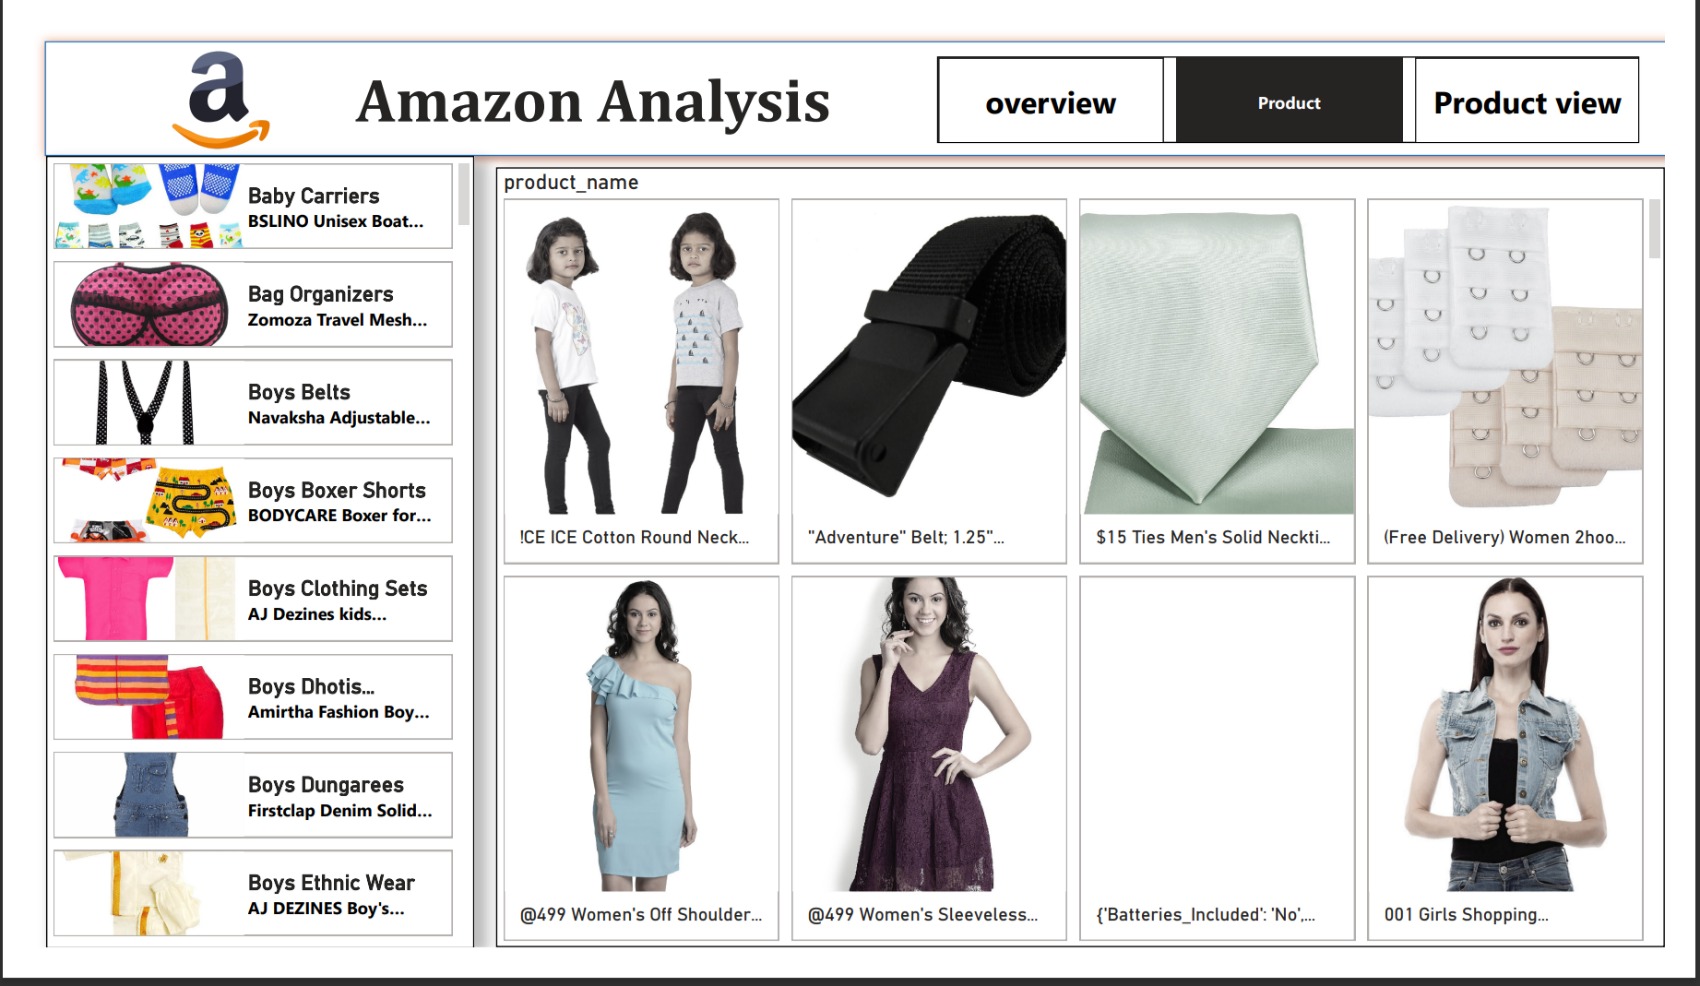 a
Amazon Analysis
overview
Product
Product view
Baby Carriers
BSLINO Unisex Boat...
Bag Organizers
Zomoza Travel Mesh...
Boys Belts
Navaksha Adjustable...
Boys Boxer Shorts
BODYCARE Boxer for...
Boys Clothing Sets
AJ Dezines kids...
Boys Dhotis...
Amirtha Fashion Boy...
Boys Dungarees
Firstclap Denim Solid...
Boys Ethnic Wear
AJ DEZINES Boy's...
product_name
!CE ICE Cotton Round Neck...
"Adventure" Belt; 1.25"...
$15 Ties Men's Solid Neckti...
(Free Delivery) Women 2hoo...
@499 Women's Off Shoulder...
@499 Women's Sleeveless...
{'Batteries_Included': 'No',...
001 Girls Shopping...